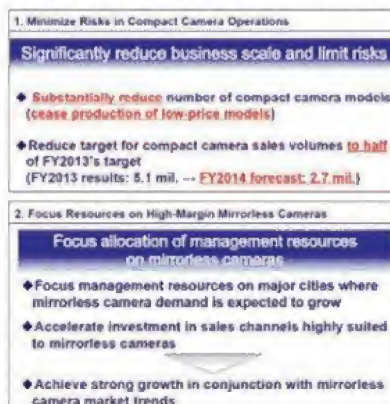 1. Minimize Risks in Compact Camera Operations
Significantly reduce business scale and limit risks
◆ Substantially reduce number of compact camera models
(cease production of low-price models)
◆Reduce target for compact camera sales volumes to half
of FY2013's target
(FY2013 results: 5.1 mil. --- FY2014 forecast: 2.7 mil.)
2. Focus Resources on High-Margin Mirrorless Cameras
Focus allocation of management resources
on mirrorless cameras
◆Focus management resources on major cities where
mirrorless camera demand is expected to grow
◆Accelerate investment in sales channels highly suited
to mirrorless cameras
◆Achieve strong growth in conjunction with mirrorless
camera market trends